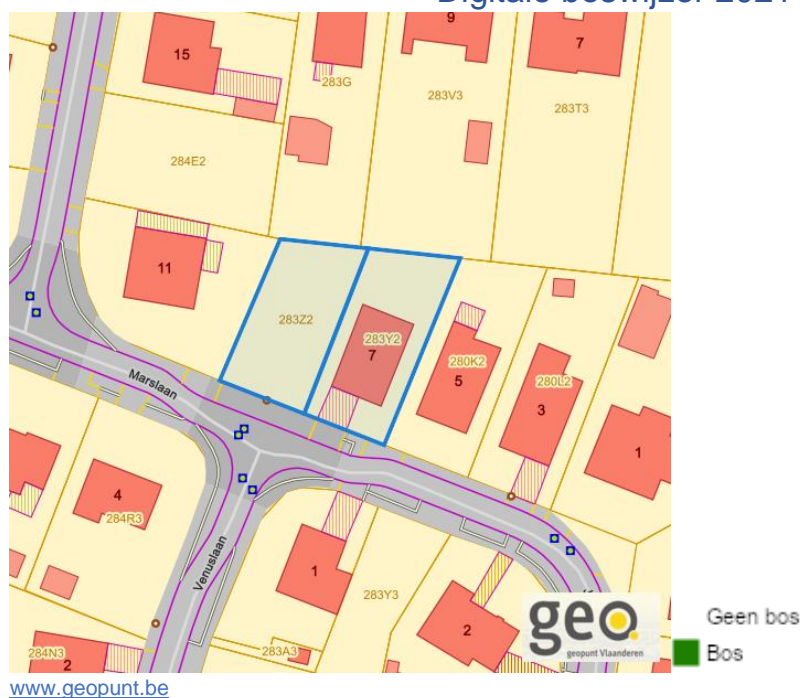 Digitale boswijzer 2021
9
15
7
283G
283V3
283T3
284E2
11
283Z2
283Y2
7
280K2
5
280L2
3
1
Marslaan
4
284R3
Venuslaan
1
283Y3
2
284N3
2
283A3
geo.
geopunt Vlaanderen
Geen bos
Bos
www.geopunt.be